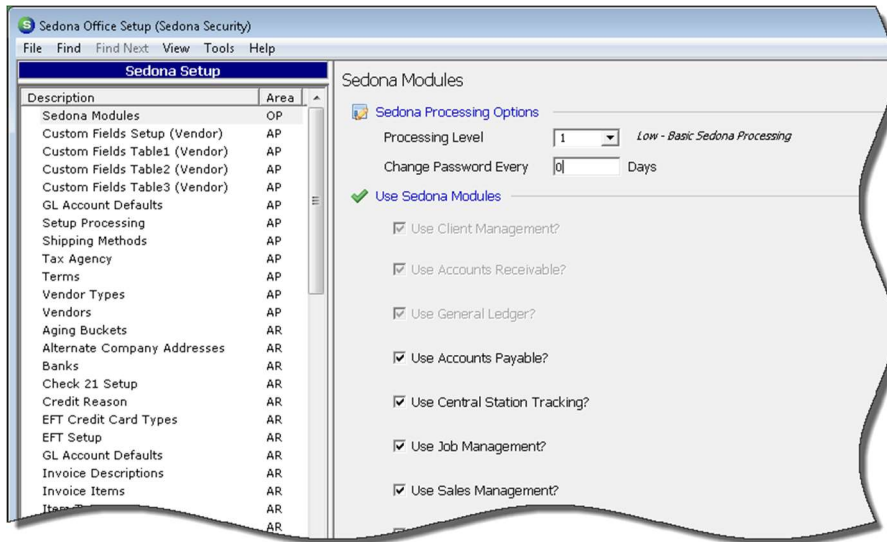 Sedona Office Setup (Sedona Security)
File Find Find Next View Tools Help
Sedona Setup
Description Area
Sedona Modules OP
Custom Fields Setup (Vendor) AP
Custom Fields Table1 (Vendor) AP
Custom Fields Table2 (Vendor) AP
Custom Fields Table3 (Vendor) AP
GL Account Defaults AP
Setup Processing AP
Shipping Methods AP
Tax Agency AP
Terms AP
Vendor Types AP
Vendors AP
Aging Buckets AR
Alternate Company Addresses AR
Banks AR
Check 21 Setup AR
Credit Reason AR
EFT Credit Card Types AR
EFT Setup AR
GL Account Defaults AR
Invoice Descriptions AR
Invoice Items AR
AR
AR
Sedona Modules
Sedona Processing Options
Processing Level 1 Low - Basic Sedona Processing
Change Password Every 0 Days
Use Sedona Modules
Use Client Management?
Use Accounts Receivable?
Use General Ledger?
Use Accounts Payable?
Use Central Station Tracking?
Use Job Management?
Use Sales Management?